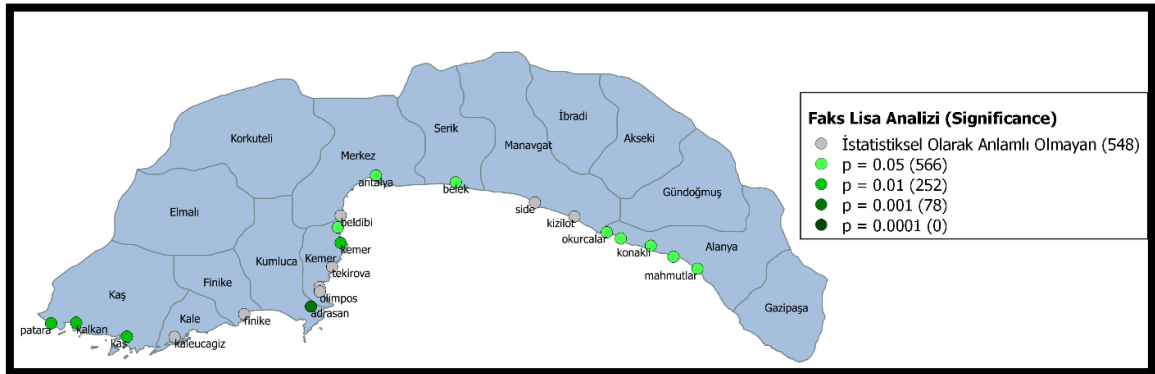 Faks Lisa Analizi (Significance)
İstatistiksel Olarak Anlamlı Olmayan (548)
p = 0.05 (566)
p = 0.01 (252)
p = 0.001 (78)
p = 0.0001 (0)
Korkuteli
Merkez
Serik
Manavgat
İbradi
Akseki
Gündoğmuş
Elmalı
antalya
belek
side
kizilot
okurcalar
konakli
mahmutlar
Alanya
Gazipaşa
beldibi
kemer
Kemer
tekirova
olimpos
adrasan
Kumluca
Finike
finike
Kaş
Kale
kaleucagiz
patara
kalkan
Kaş